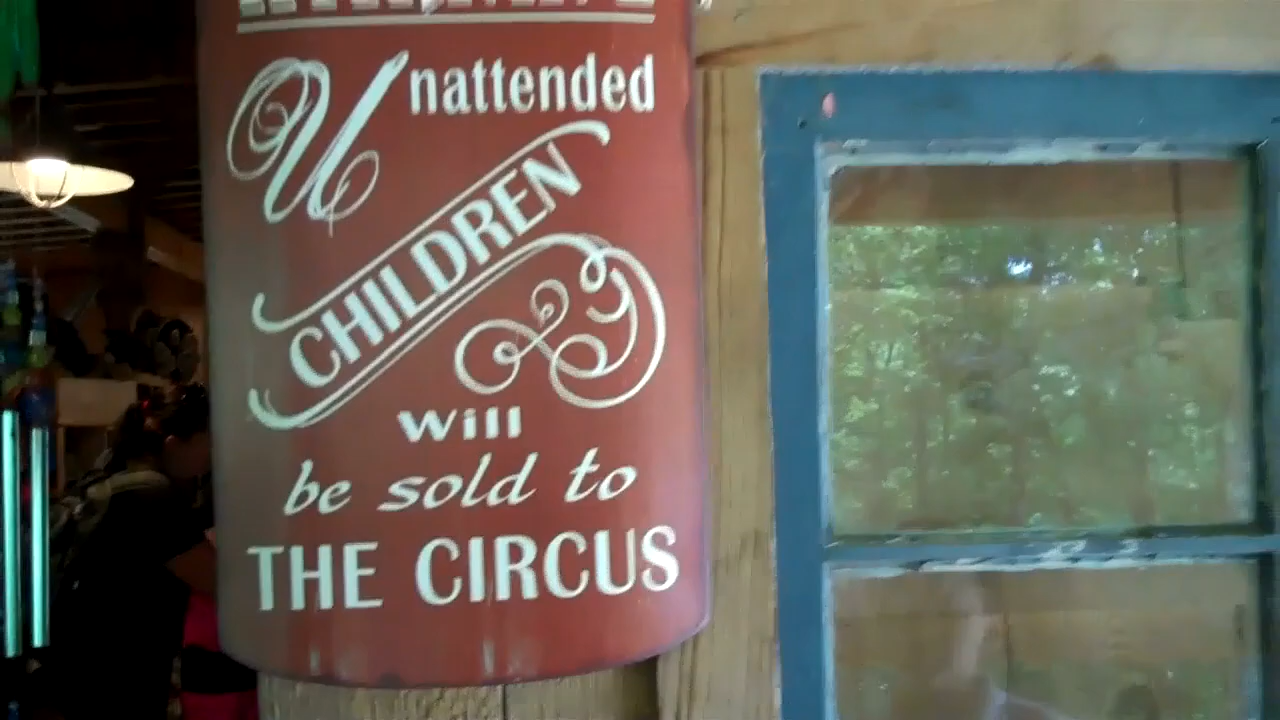 Unattended
CHILDREN
will
be sold to
THE CIRCUS